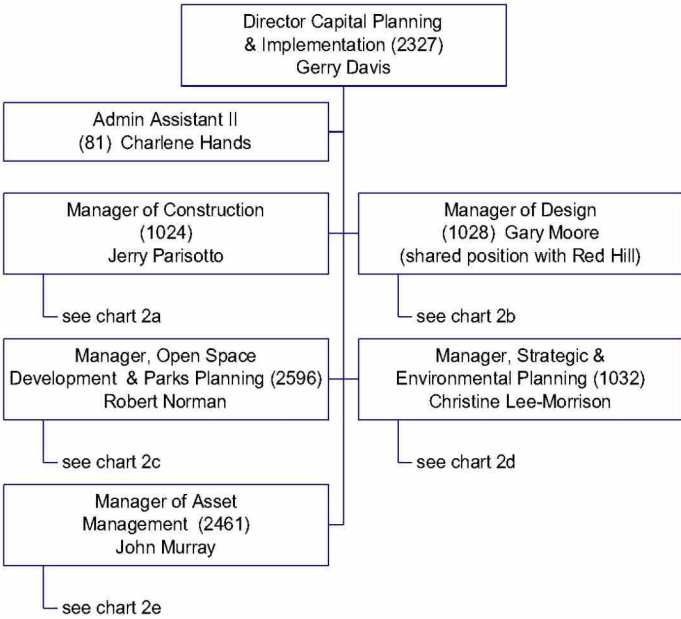 Director Capital Planning
& Implementation (2327)
Gerry Davis
Admin Assistant II
(81) Charlene Hands
Manager of Construction
(1024)
Jerry Parisotto
see chart 2a
Manager of Design
(1028) Gary Moore
(shared position with Red Hill)
see chart 2b
Manager, Open Space
Development & Parks Planning (2596)
Robert Norman
see chart 2c
Manager, Strategic &
Environmental Planning (1032)
Christine Lee-Morrison
see chart 2d
Manager of Asset
Management (2461)
John Murray
see chart 2e